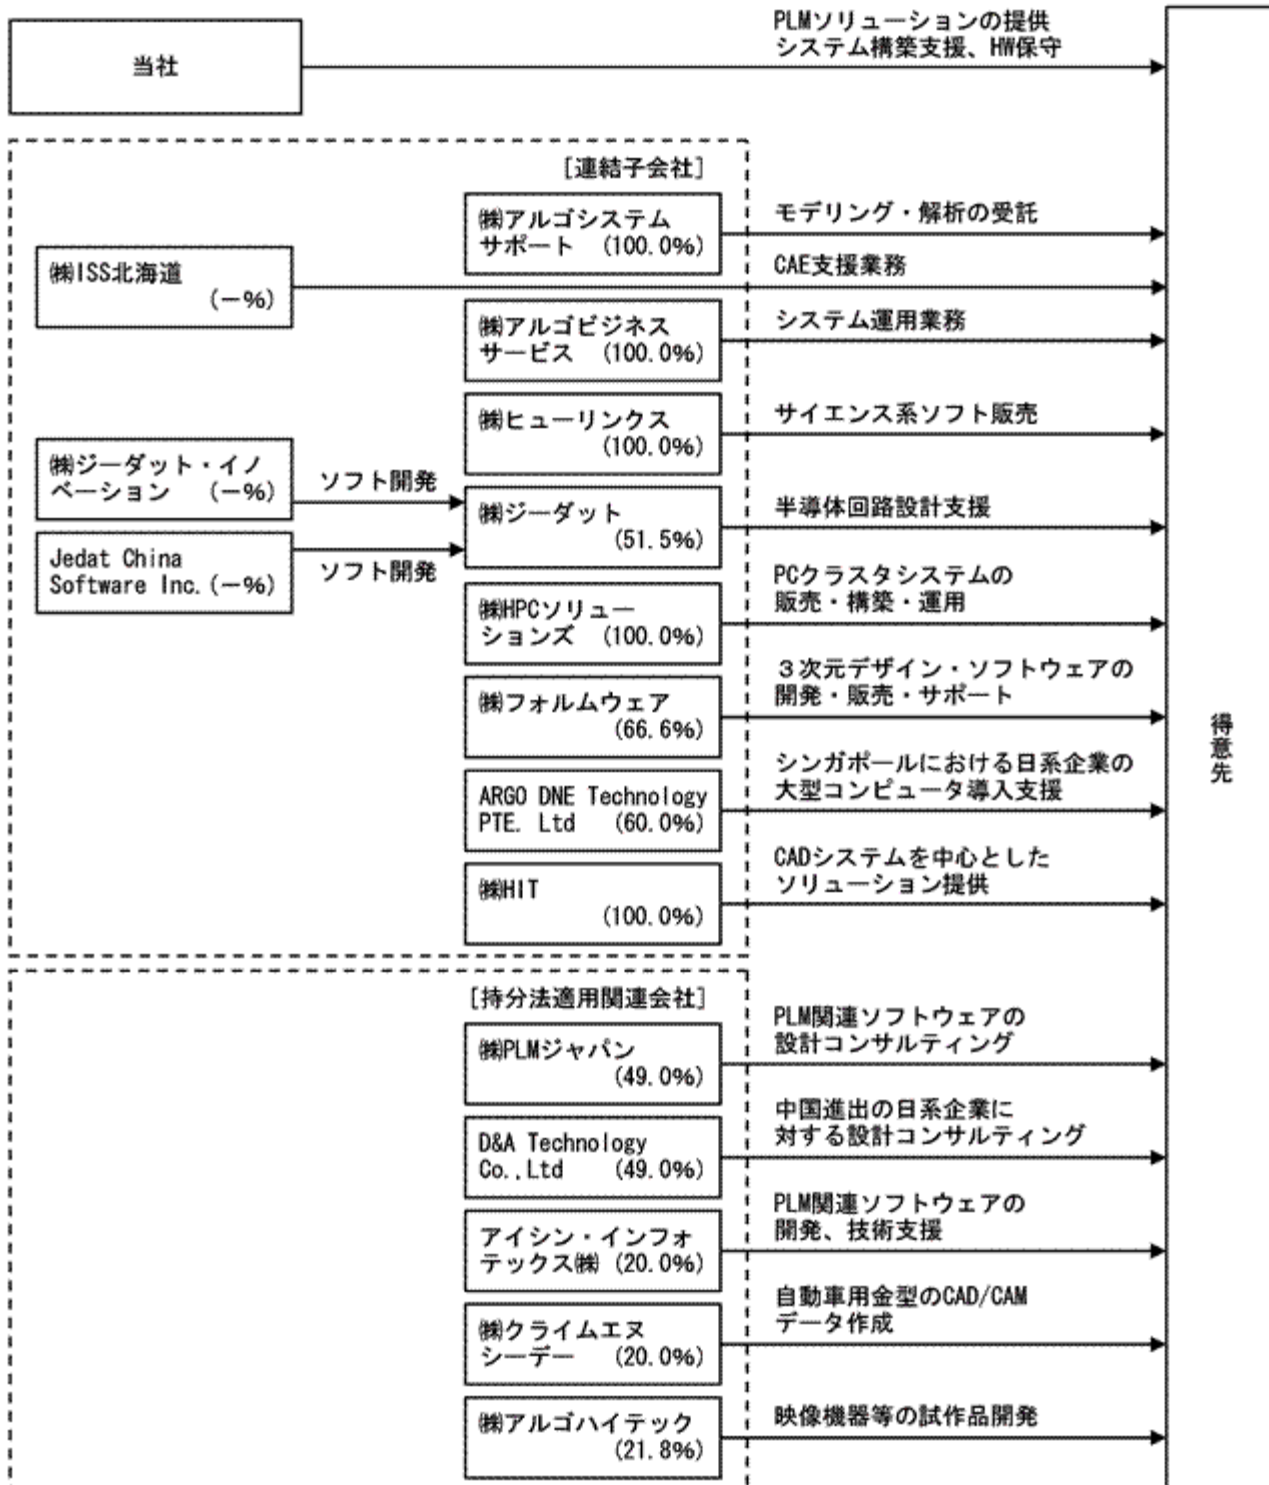 PLMソリューションの提供
システム構築支援、HW保守
当社
[連結子会社]
㈱アルゴシステム
サポート (100.0%)
モデリング・解析の受託
㈱ISS北海道
(－%)
CAE支援業務
㈱アルゴビジネス
サービス (100.0%)
システム運用業務
㈱ヒューリンクス
(100.0%)
サイエンス系ソフト販売
㈱ジーダット・イノ
ベーション (－%)
ソフト開発
㈱ジーダット
(51.5%)
半導体回路設計支援
Jedat China
Software Inc.(－%)
ソフト開発
㈱HPCソリュー
ションズ (100.0%)
PCクラスタシステムの
販売・構築・運用
㈱フォルムウェア
(66.6%)
３次元デザイン・ソフトウェアの
開発・販売・サポート
ARGO DNE Technology
PTE. Ltd (60.0%)
シンガポールにおける日系企業の
大型コンピュータ導入支援
㈱HIT
(100.0%)
CADシステムを中心とした
ソリューション提供
得意先
[持分法適用関連会社]
㈱PLMジャパン
(49.0%)
PLM関連ソフトウェアの
設計コンサルティング
D&A Technology
Co.,Ltd (49.0%)
中国進出の日系企業に
対する設計コンサルティング
アイシン・インフォ
テックス㈱ (20.0%)
PLM関連ソフトウェアの
開発、技術支援
㈱クライムエヌ
シーデー (20.0%)
自動車用金型のCAD/CAM
データ作成
㈱アルゴハイテック
(21.8%)
映像機器等の試作品開発